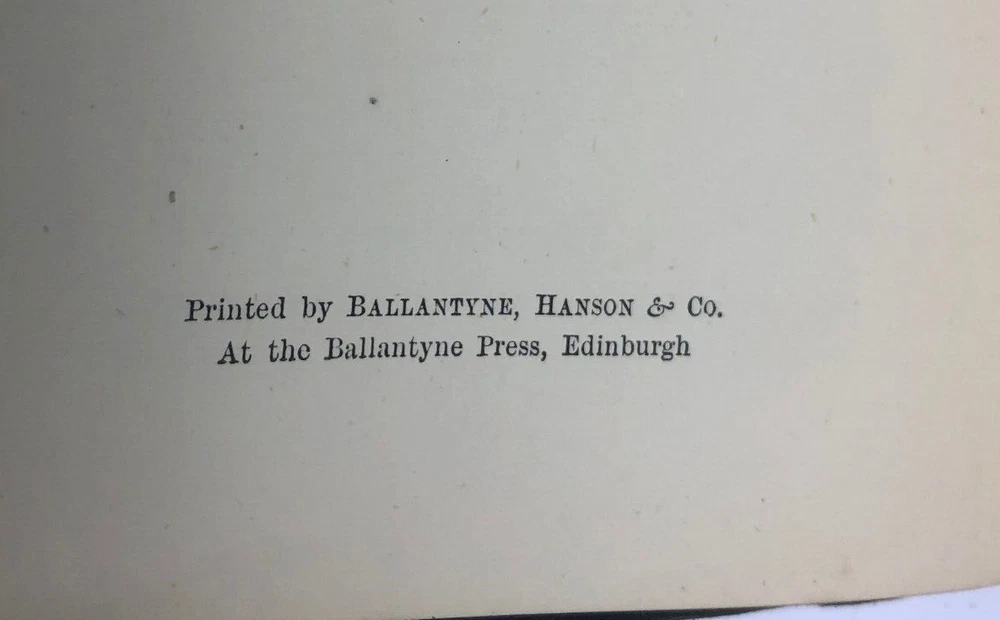 Printed by BALLANTYNE, HANSON & CO.
At the Ballantyne Press, Edinburgh